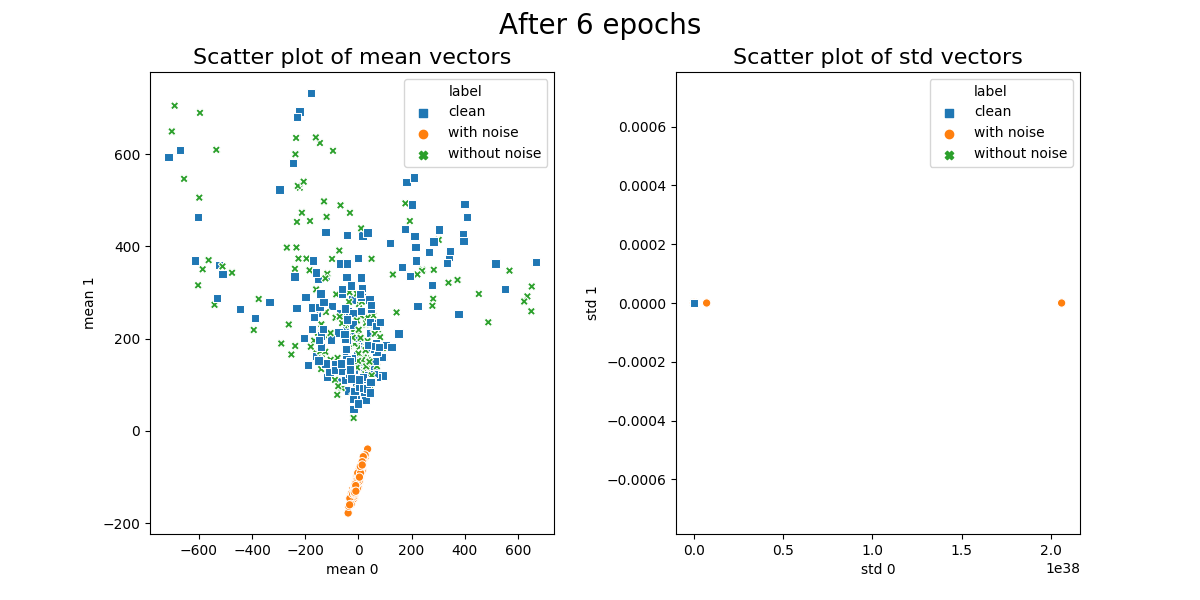 After 6 epochs
Scatter plot of mean vectors
label
clean
with noise
without noise
600
400
200
0
−200
mean 1
−600
−400
−200
0
200
400
600
mean 0
Scatter plot of std vectors
label
clean
with noise
without noise
0.0006
0.0004
0.0002
0.0000
−0.0002
−0.0004
−0.0006
std 1
0.0
0.5
1.0
1.5
2.0
1e38
std 0